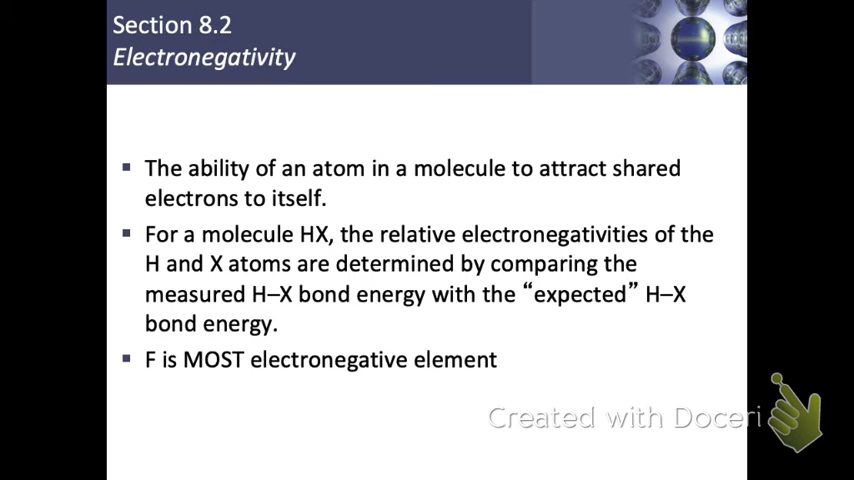 Section 8.2
Electronegativity
▪ The ability of an atom in a molecule to attract shared
electrons to itself.
▪ For a molecule HX, the relative electronegativities of the
H and X atoms are determined by comparing the
measured H–X bond energy with the “expected” H–X
bond energy.
▪ F is MOST electronegative element
Created with Doceri